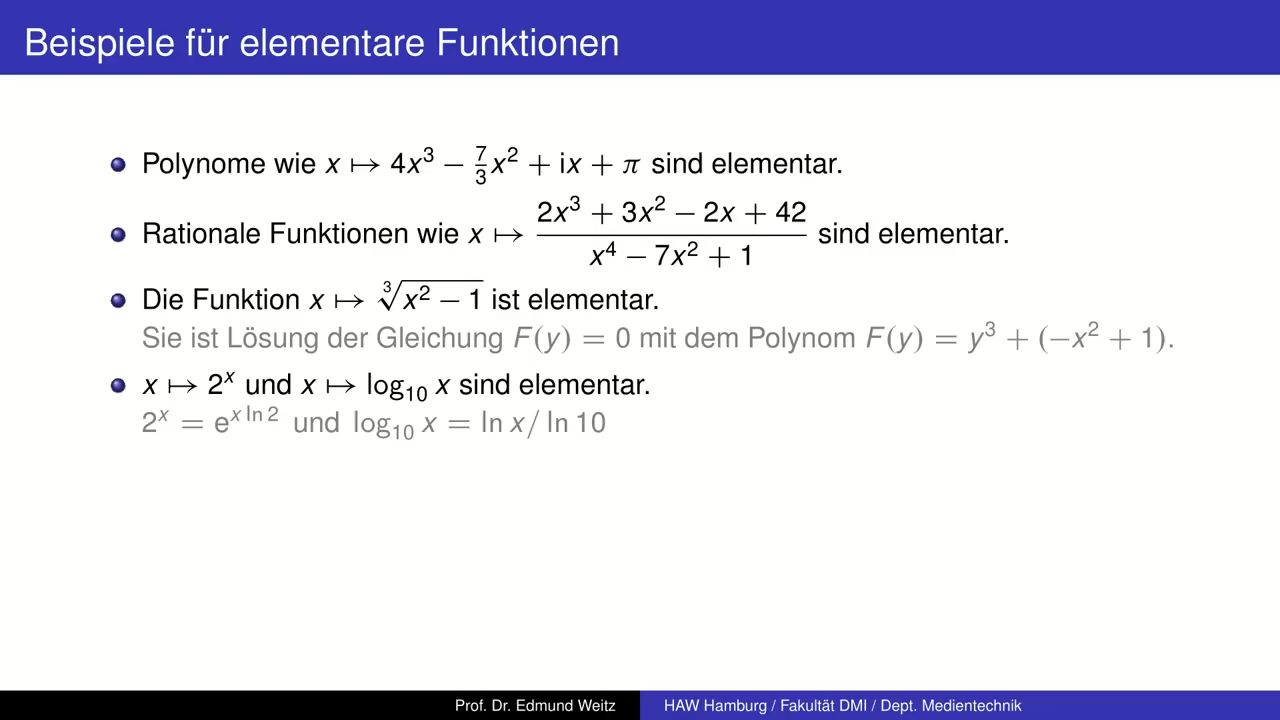 Beispiele für elementare Funktionen
Polynome wie x ↦ 4x³ − 7/3 x² + ix + π sind elementar.
Rationale Funktionen wie x ↦ (2x³ + 3x² − 2x + 42)/(x⁴ − 7x² + 1) sind elementar.
Die Funktion x ↦ ∛(x² − 1) ist elementar.
Sie ist Lösung der Gleichung F(y) = 0 mit dem Polynom F(y) = y³ + (−x² + 1).
x ↦ 2ˣ und x ↦ log₁₀ x sind elementar.
2ˣ = e^(x ln 2) und log₁₀ x = ln x/ ln 10
Prof. Dr. Edmund Weitz
HAW Hamburg / Fakultät DMI / Dept. Medientechnik